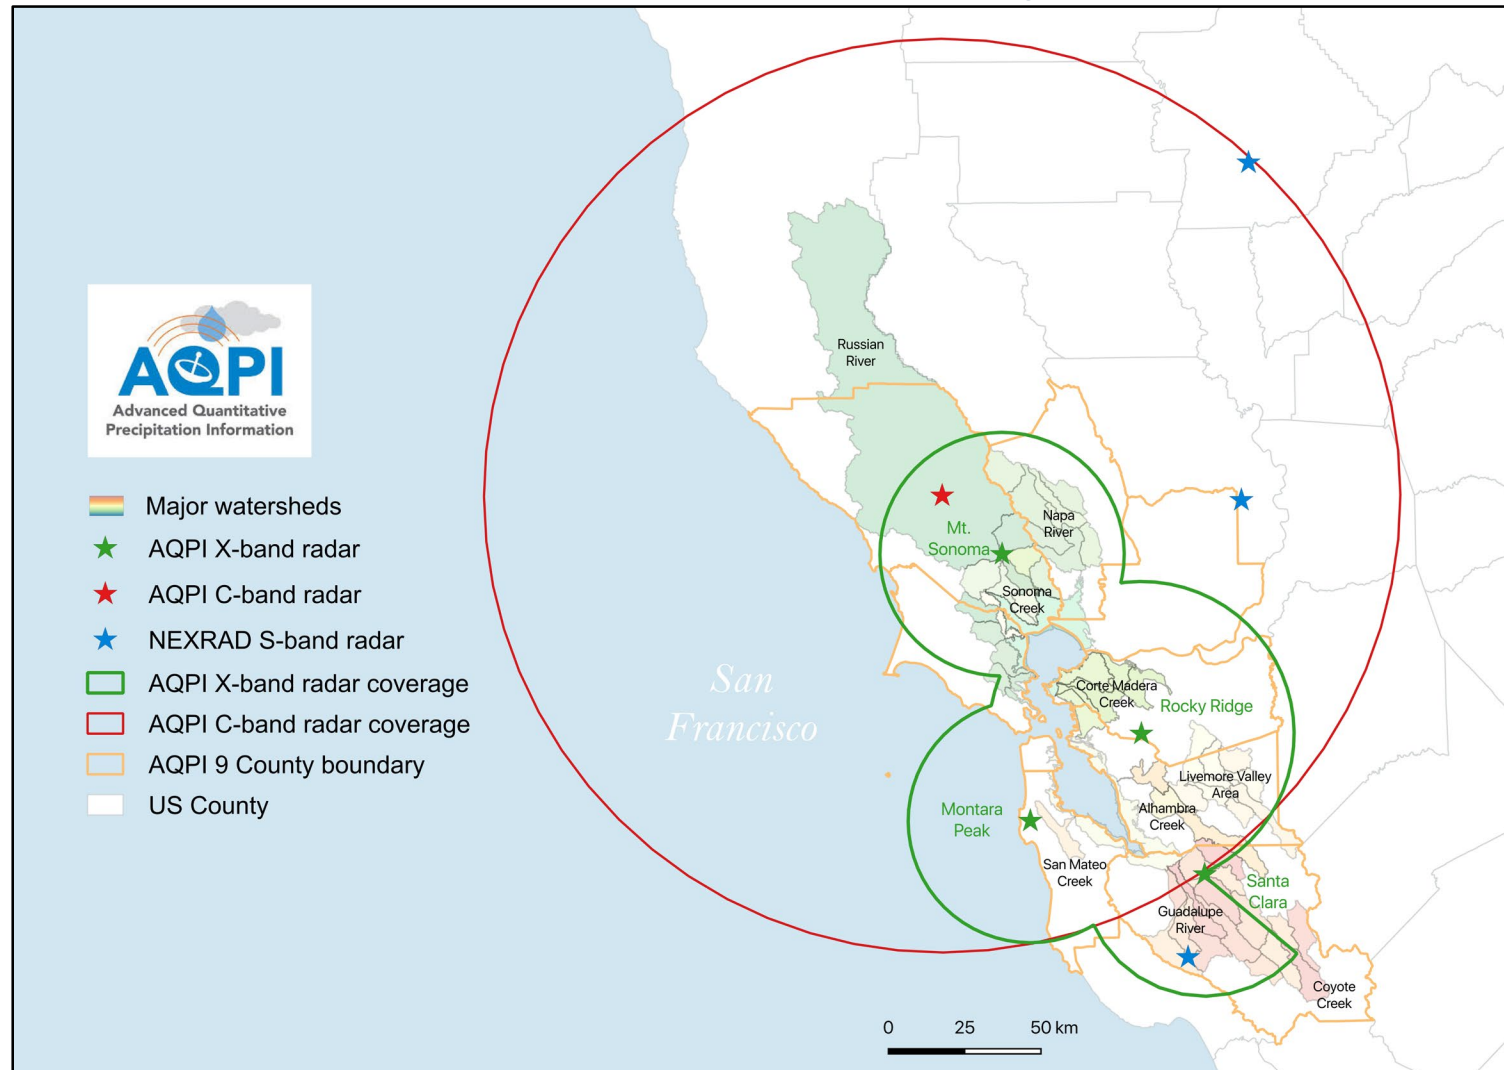 AQPI
Advanced Quantitative
Precipitation Information
Major watersheds
AQPI X-band radar
AQPI C-band radar
NEXRAD S-band radar
AQPI X-band radar coverage
AQPI C-band radar coverage
AQPI 9 County boundary
US County
San
Francisco
Russian
River
Mt.
Sonoma
Napa
River
Sonoma
Creek
Corte Madera
Creek
Rocky Ridge
Livemore Valley
Area
Alhambra
Creek
Montara
Peak
San Mateo
Creek
Santa
Clara
Guadalupe
River
Coyote
Creek
0 25 50 km